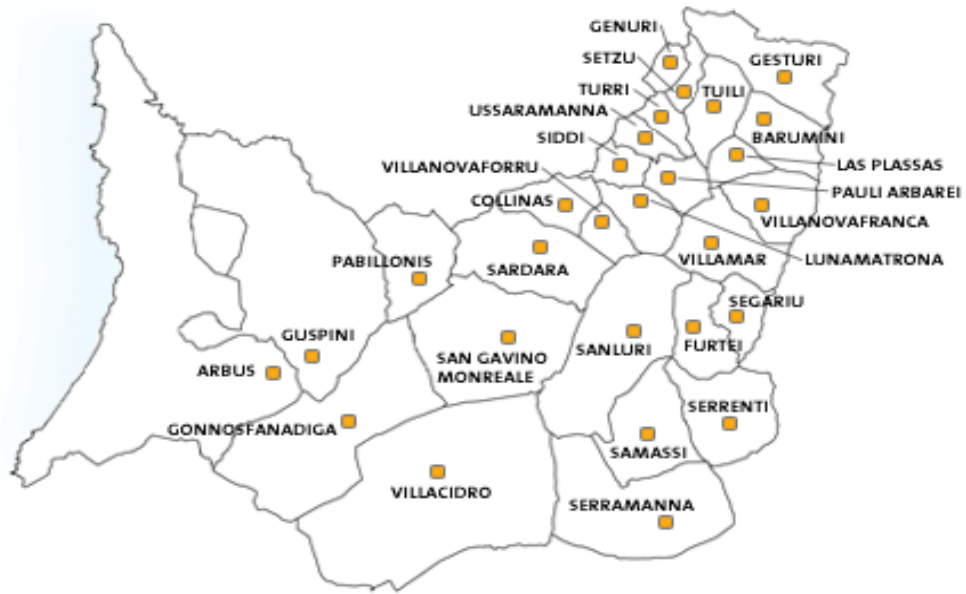 GENURI
GESTURI
SETZU
TURRI
TUILI
USSARAMANNA
SIDDI
BARUMINI
VILLANOVAFORRU
LAS PLASSAS
PAULI ARBAREI
COLLINAS
VILLANOVAFRANCA
PABILLONIS
SARDARA
VILLAMAR
LUNAMATRONA
SEGARIU
GUSPINI
SAN GAVINO
MONREALE
SANLURI
FURTEI
ARBUS
SERRENTI
GONNOSFANADIGA
SAMASSI
VILLACIDRO
SERRAMANNA